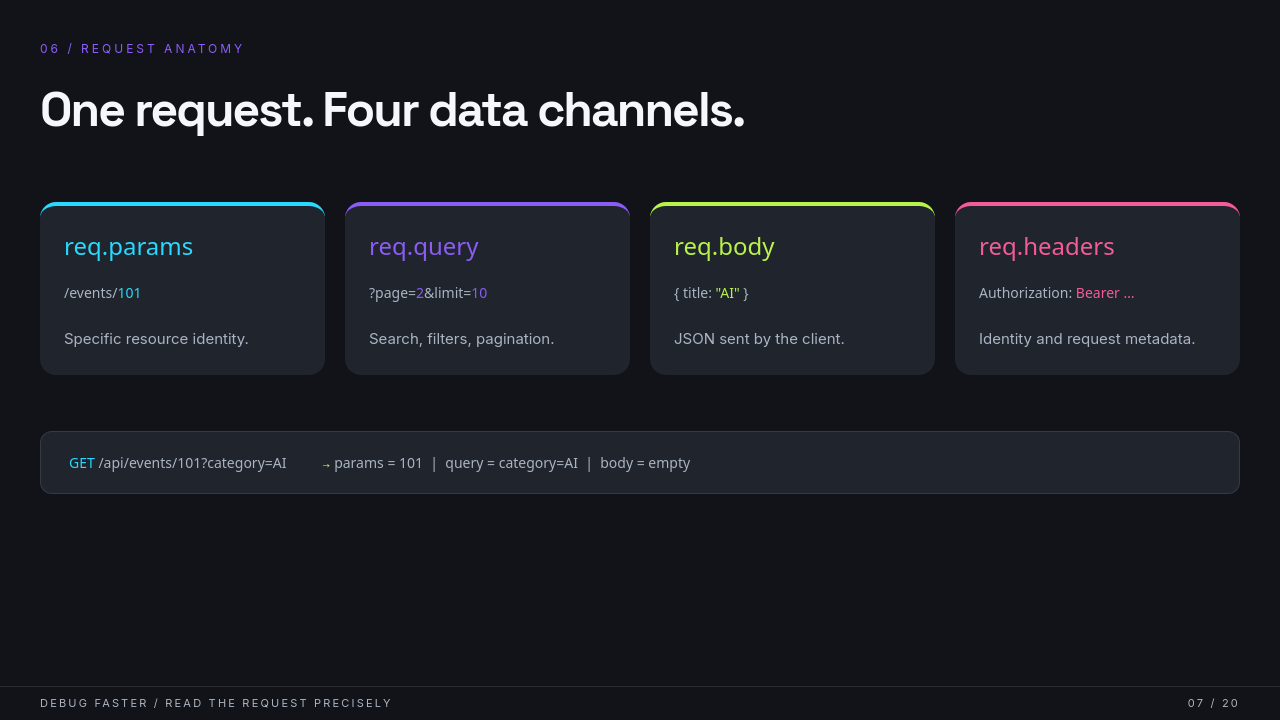 06 / REQUEST ANATOMY
One request. Four data channels.
req.params
/events/101
Specific resource identity.
req.query
?page=2&limit=10
Search, filters, pagination.
req.body
{ title: "AI" }
JSON sent by the client.
req.headers
Authorization: Bearer ...
Identity and request metadata.
GET /api/events/101?category=AI → params = 101 | query = category=AI | body = empty
DEBUG FASTER / READ THE REQUEST PRECISELY
07 / 20